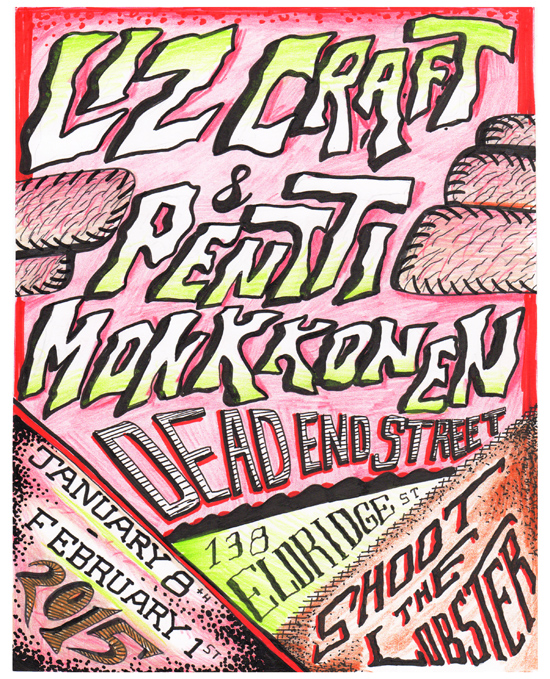 LIZ CRAFT
&
PENTTI
MONKKONEN
DEAD END STREET
JANUARY 8TH
FEBRUARY 1ST
2015
138
ELDRIDGE ST
SHOOT
THE
LOBSTER